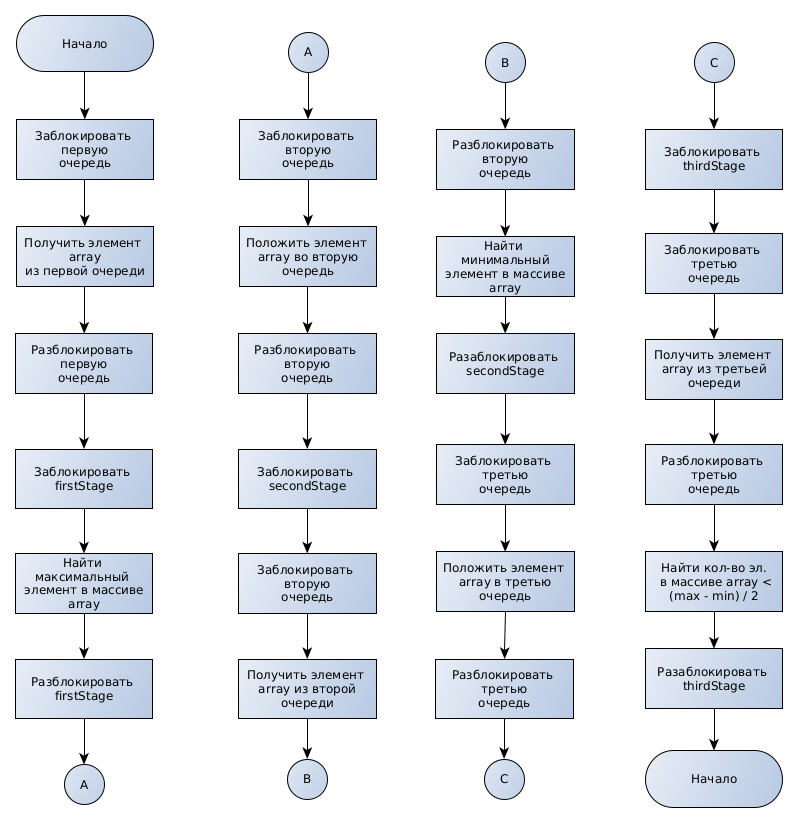 Начало
Заблокировать
первую
очередь
Получить элемент
array
из первой очереди
Разблокировать
первую
очередь
Заблокировать
firstStage
Найти
максимальный
элемент в массиве
array
Разблокировать
firstStage
A
A
Заблокировать
вторую
очередь
Положить элемент
array во вторую
очередь
Разблокировать
вторую
очередь
Заблокировать
secondStage
Заблокировать
вторую
очередь
Получить элемент
array из второй
очереди
B
B
Разблокировать
вторую
очередь
Найти
минимальный
элемент в массиве
array
Разаблокировать
secondStage
Заблокировать
третью
очередь
Положить элемент
array в третью
очередь
Разблокировать
третью
очередь
C
C
Заблокировать
thirdStage
Заблокировать
третью
очередь
Получить элемент
array из третьей
очереди
Разблокировать
третью
очередь
Найти кол-во эл.
в массиве array <
(max - min) / 2
Разаблокировать
thirdStage
Начало